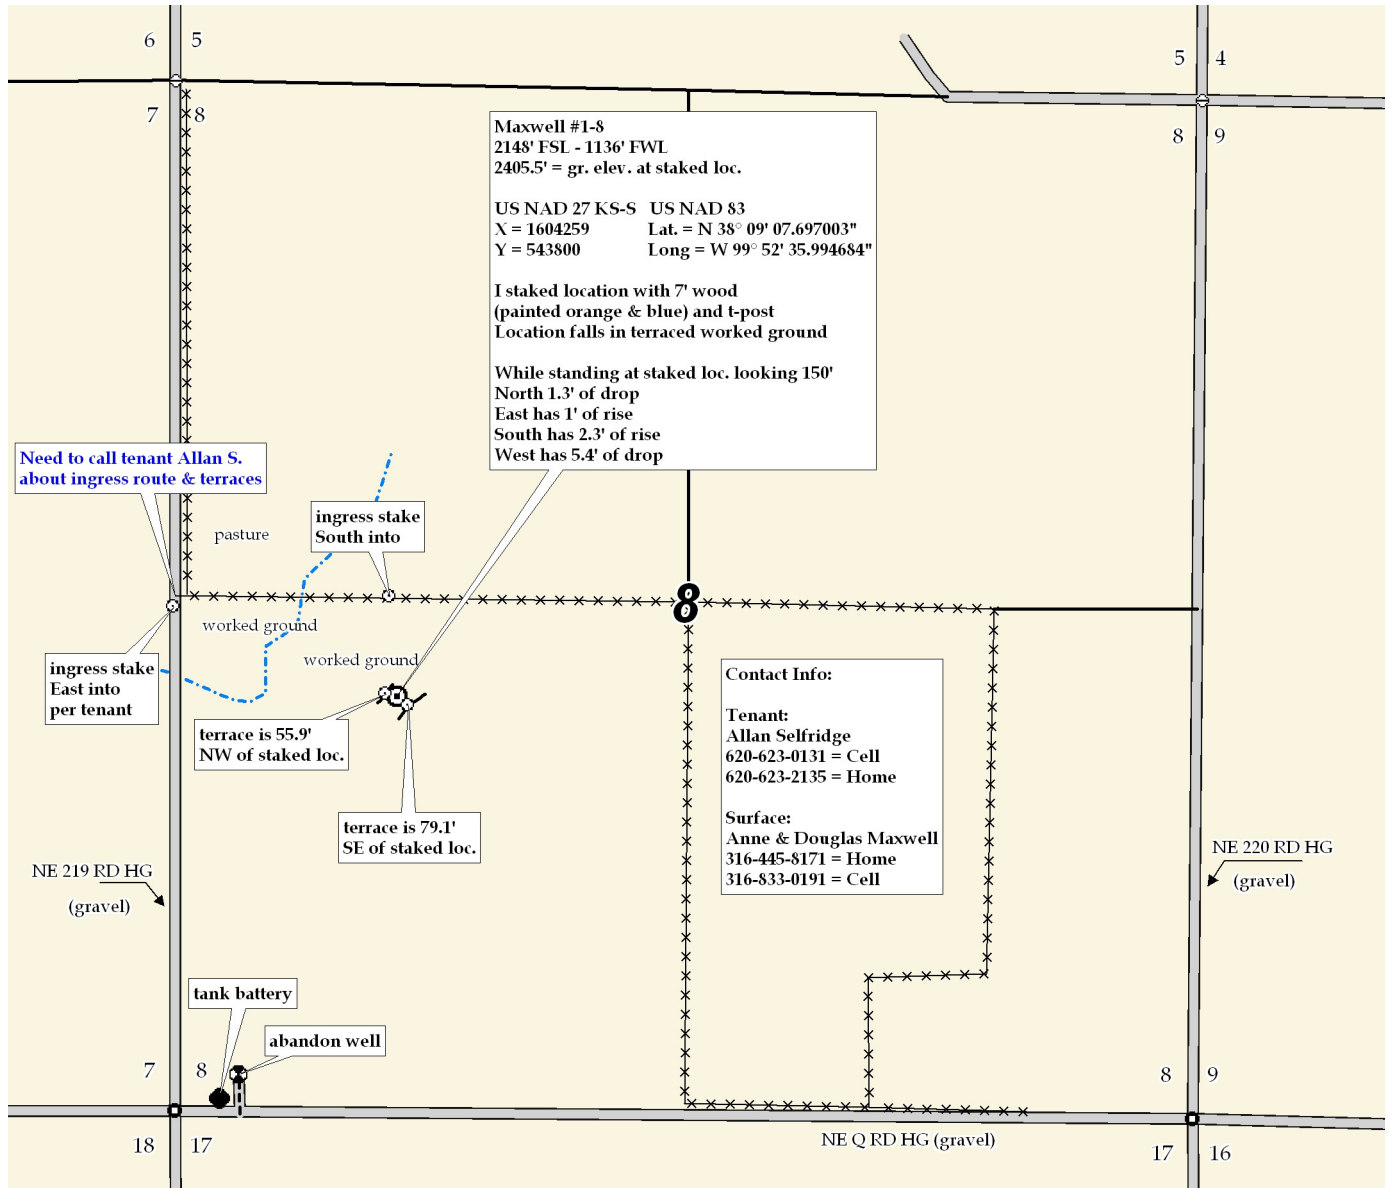 6 5
5 4
7 8
8 9
Maxwell #1-8
2148' FSL - 1136' FWL
2405.5' = gr. elev. at staked loc.
US NAD 27 KS-S US NAD 83
X = 1604259 Lat. = N 38° 09' 07.697003"
Y = 543800 Long = W 99° 52' 35.994684"
I staked location with 7' wood
(painted orange & blue) and t-post
Location falls in terraced worked ground
While standing at staked loc. looking 150'
North 1.3' of drop
East has 1' of rise
South has 2.3' of rise
West has 5.4' of drop
Need to call tenant Allan S.
about ingress route & terraces
ingress stake
South into
pasture
8
worked ground
worked ground
ingress stake
East into
per tenant
terrace is 55.9'
NW of staked loc.
terrace is 79.1'
SE of staked loc.
Contact Info:
Tenant:
Allan Selfridge
620-623-0131 = Cell
620-623-2135 = Home
Surface:
Anne & Douglas Maxwell
316-445-8171 = Home
316-833-0191 = Cell
NE 219 RD HG
(gravel)
NE 220 RD HG
(gravel)
tank battery
abandon well
7 8
8 9
18 17
NE Q RD HG (gravel)
17 16